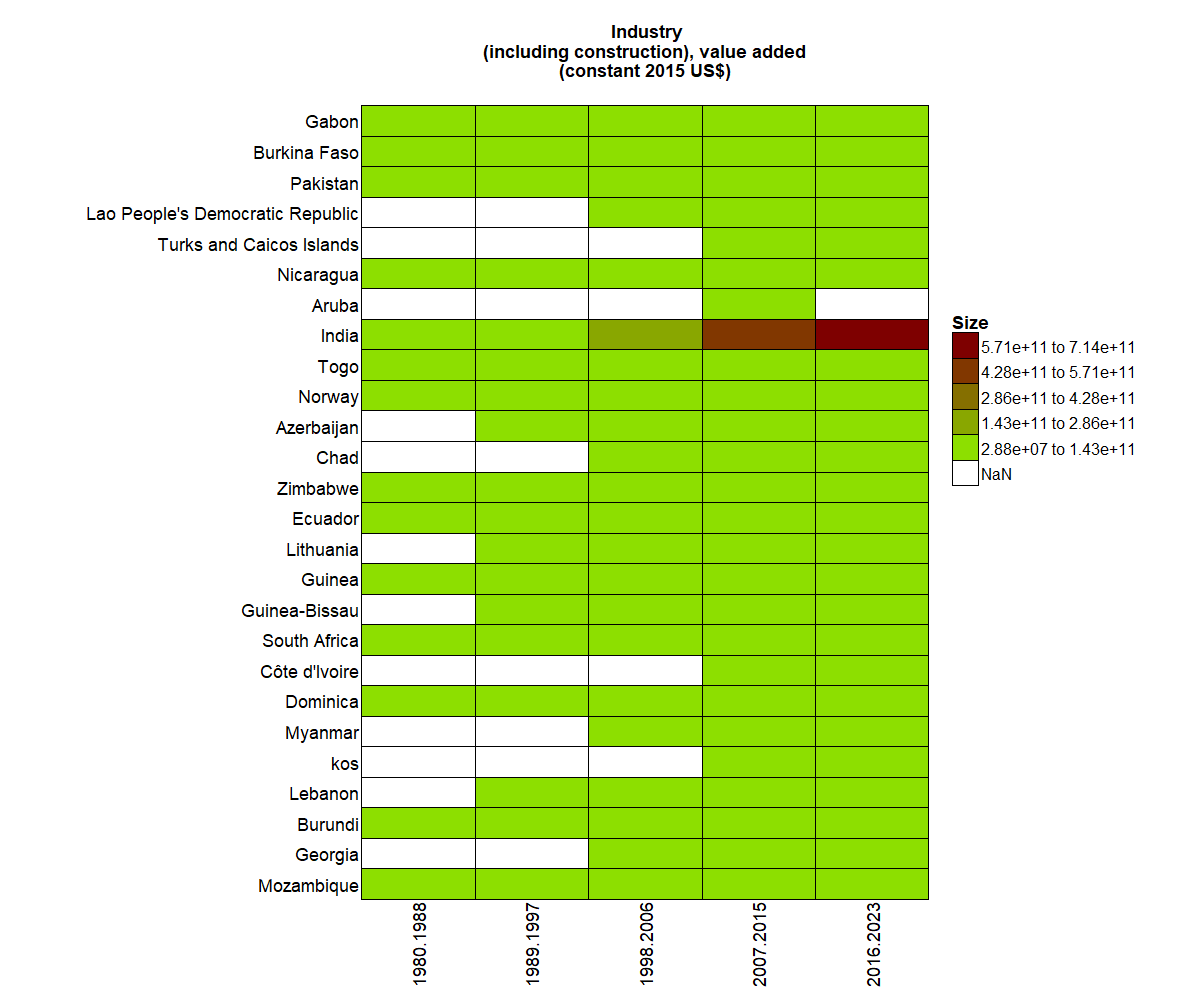 Industry
(including construction), value added
(constant 2015 US$)
Gabon
Burkina Faso
Pakistan
Lao People's Democratic Republic
Turks and Caicos Islands
Nicaragua
Aruba
India
Togo
Norway
Azerbaijan
Chad
Zimbabwe
Ecuador
Lithuania
Guinea
Guinea-Bissau
South Africa
Côte d'Ivoire
Dominica
Myanmar
kos
Lebanon
Burundi
Georgia
Mozambique
1980.1988
1989.1997
1998.2006
2007.2015
2016.2023
Size
5.71e+11 to 7.14e+11
4.28e+11 to 5.71e+11
2.86e+11 to 4.28e+11
1.43e+11 to 2.86e+11
2.88e+07 to 1.43e+11
NaN